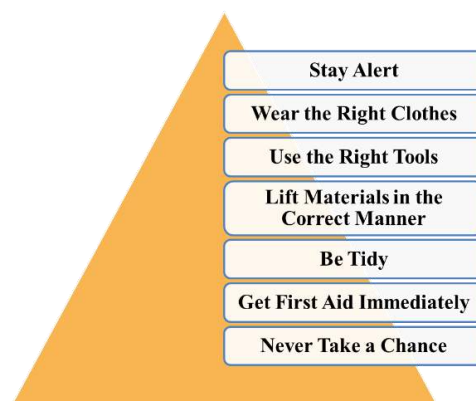 Stay Alert
Wear the Right Clothes
Use the Right Tools
Lift Materials in the
Correct Manner
Be Tidy
Get First Aid Immediately
Never Take a Chance